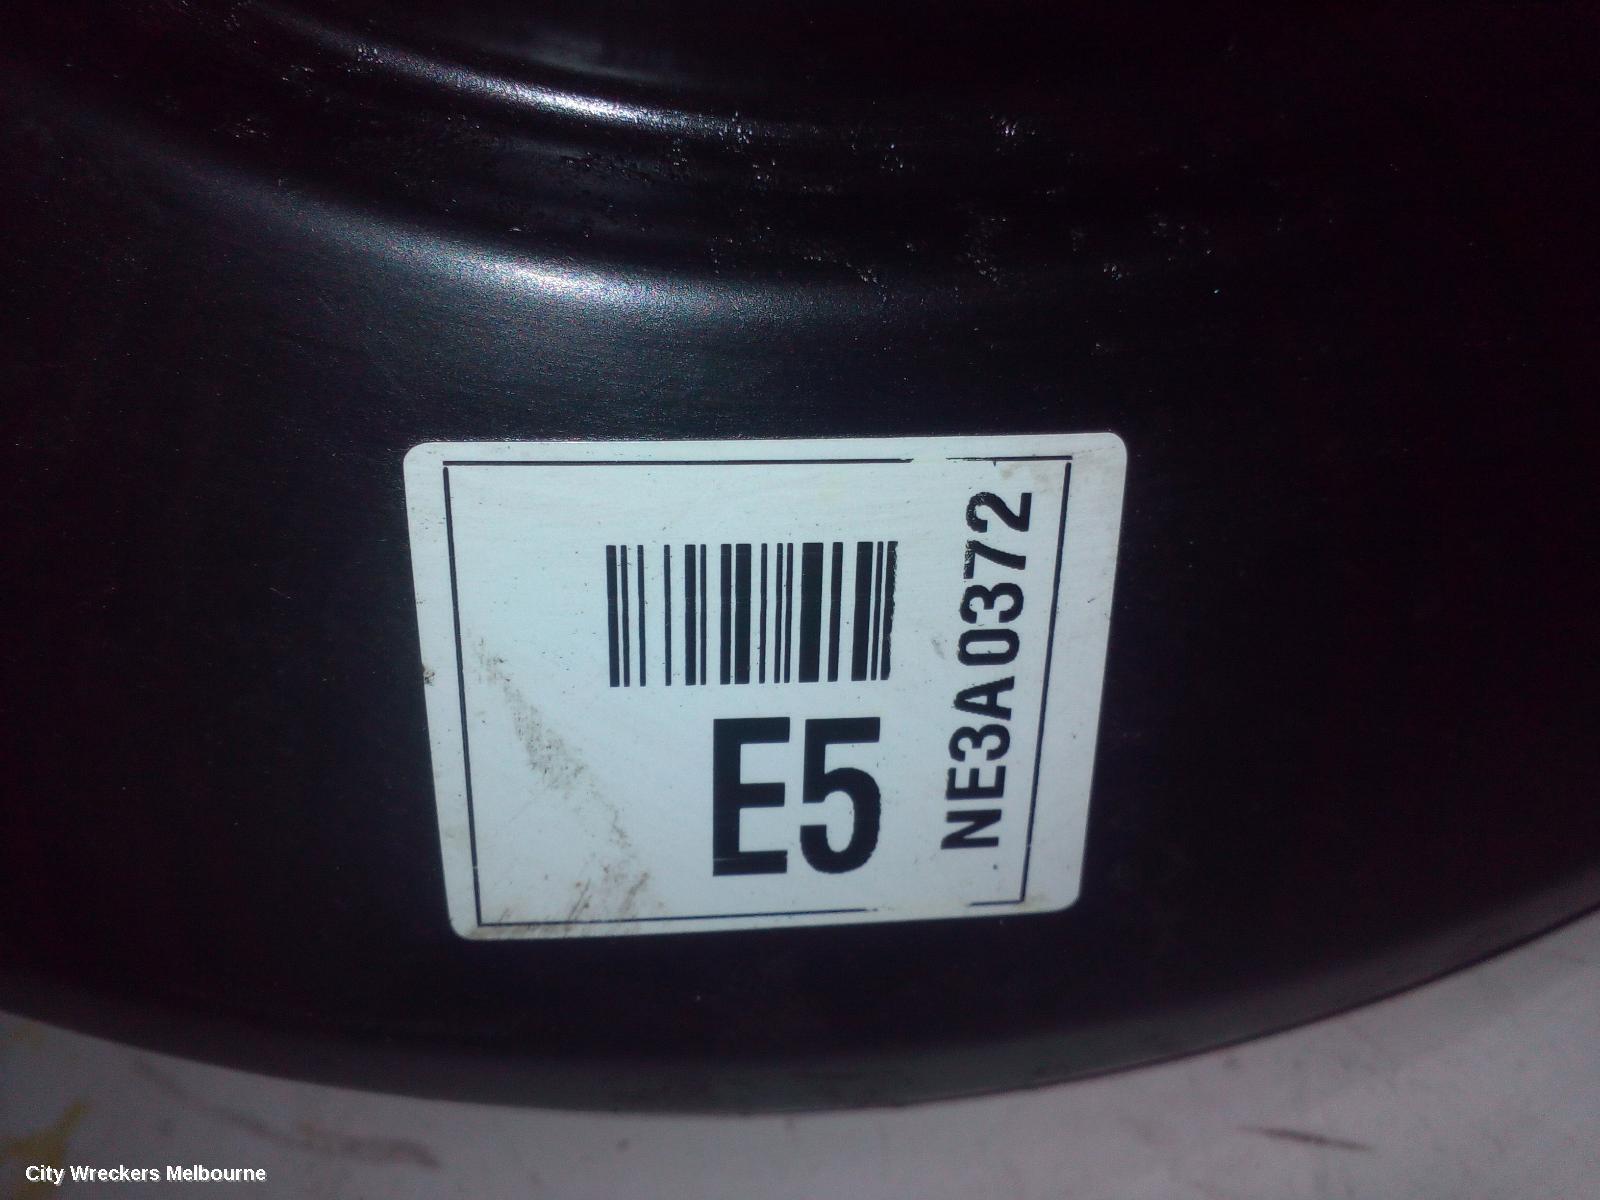 E5
NE3A0372
City Wreckers Melbourne